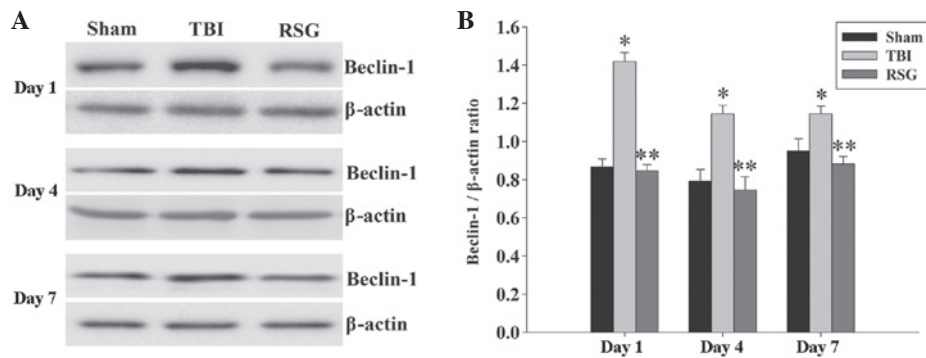 A
Sham TBI RSG
Day 1
Beclin-1
β-actin
Day 4
Beclin-1
β-actin
Day 7
Beclin-1
β-actin
B
Beclin-1 / β-actin ratio
1.6
1.4
1.2
1.0
0.8
0.6
0.4
0.2
0.0
Sham
TBI
RSG
* ** * ** * **
Day 1 Day 4 Day 7